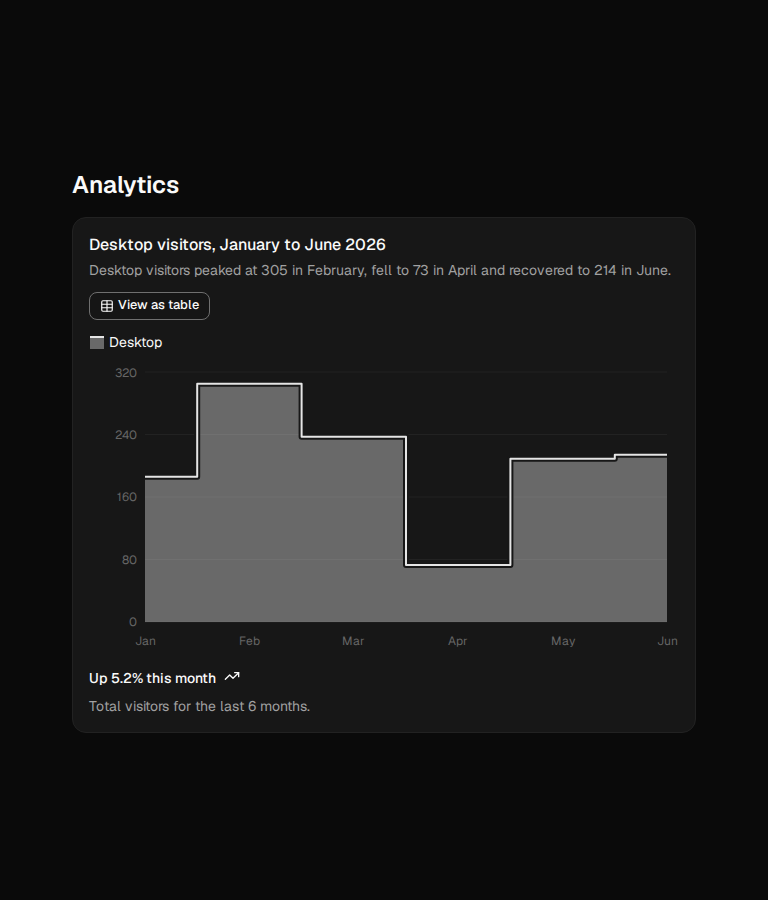 Analytics
Desktop visitors, January to June 2026
Desktop visitors peaked at 305 in February, fell to 73 in April and recovered to 214 in June.
View as table
Desktop
320
240
160
80
0
Jan Feb Mar Apr May Jun
Up 5.2% this month
Total visitors for the last 6 months.